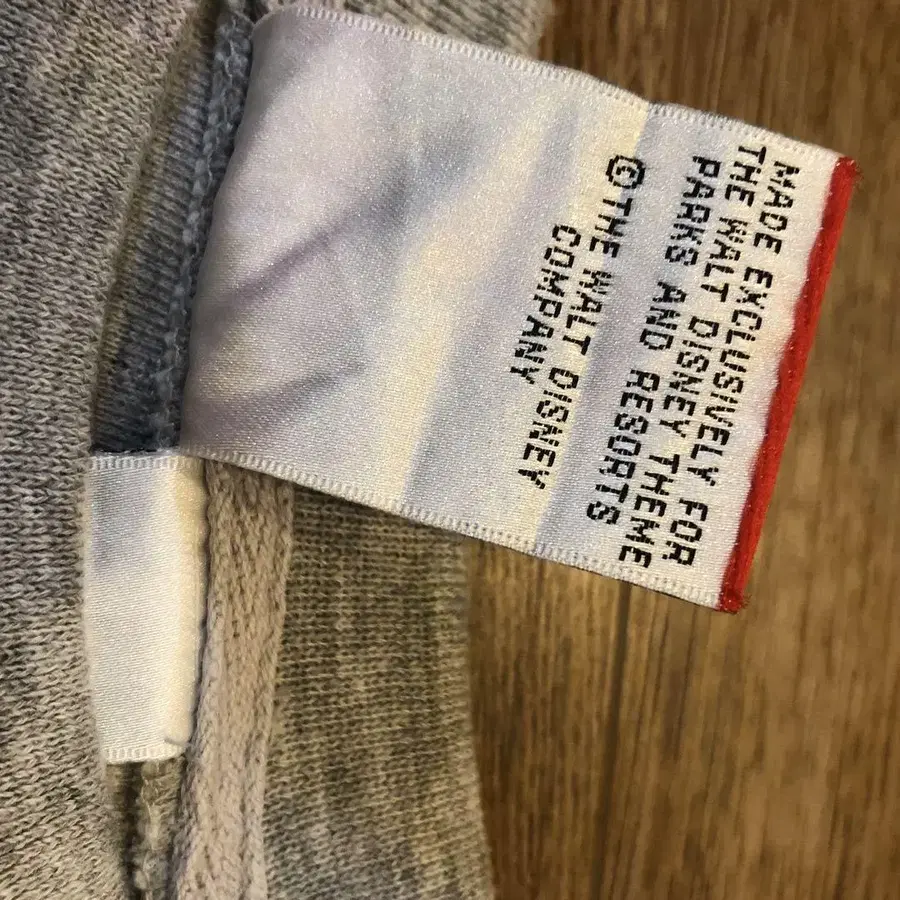 MADE EXCLUSIVELY FOR
THE WALT DISNEY THEME
PARKS AND RESORTS
© THE WALT DISNEY
COMPANY